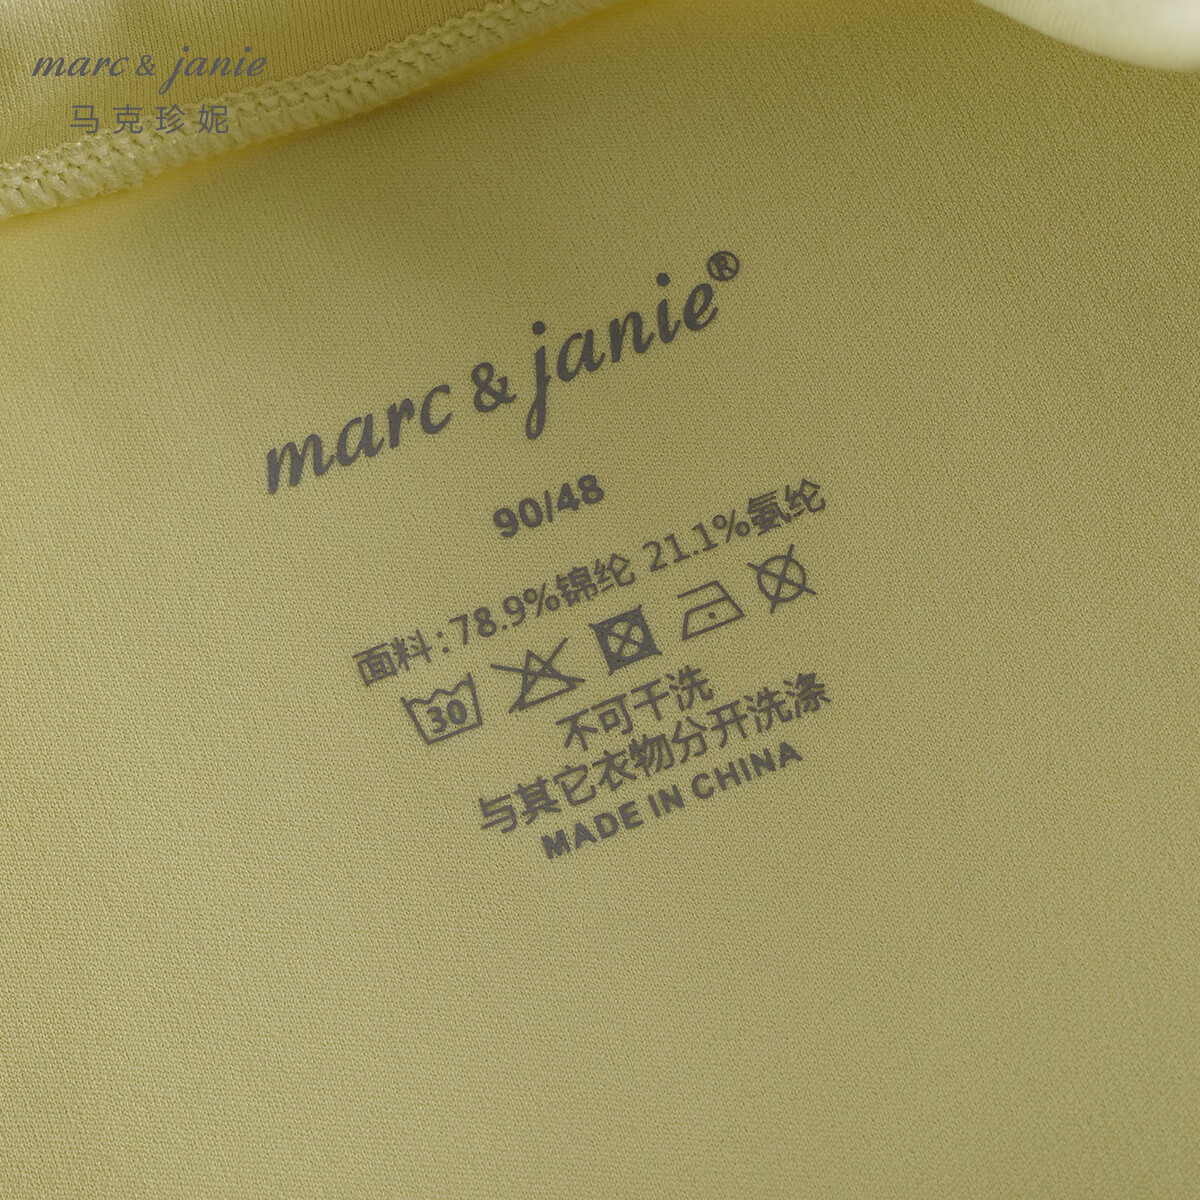 marc & janie
马克珍妮
marc & janie®
90/48
面料:78.9%锦纶 21.1%氨纶
30
不可干洗
与其它衣物分开洗涤
MADE IN CHINA